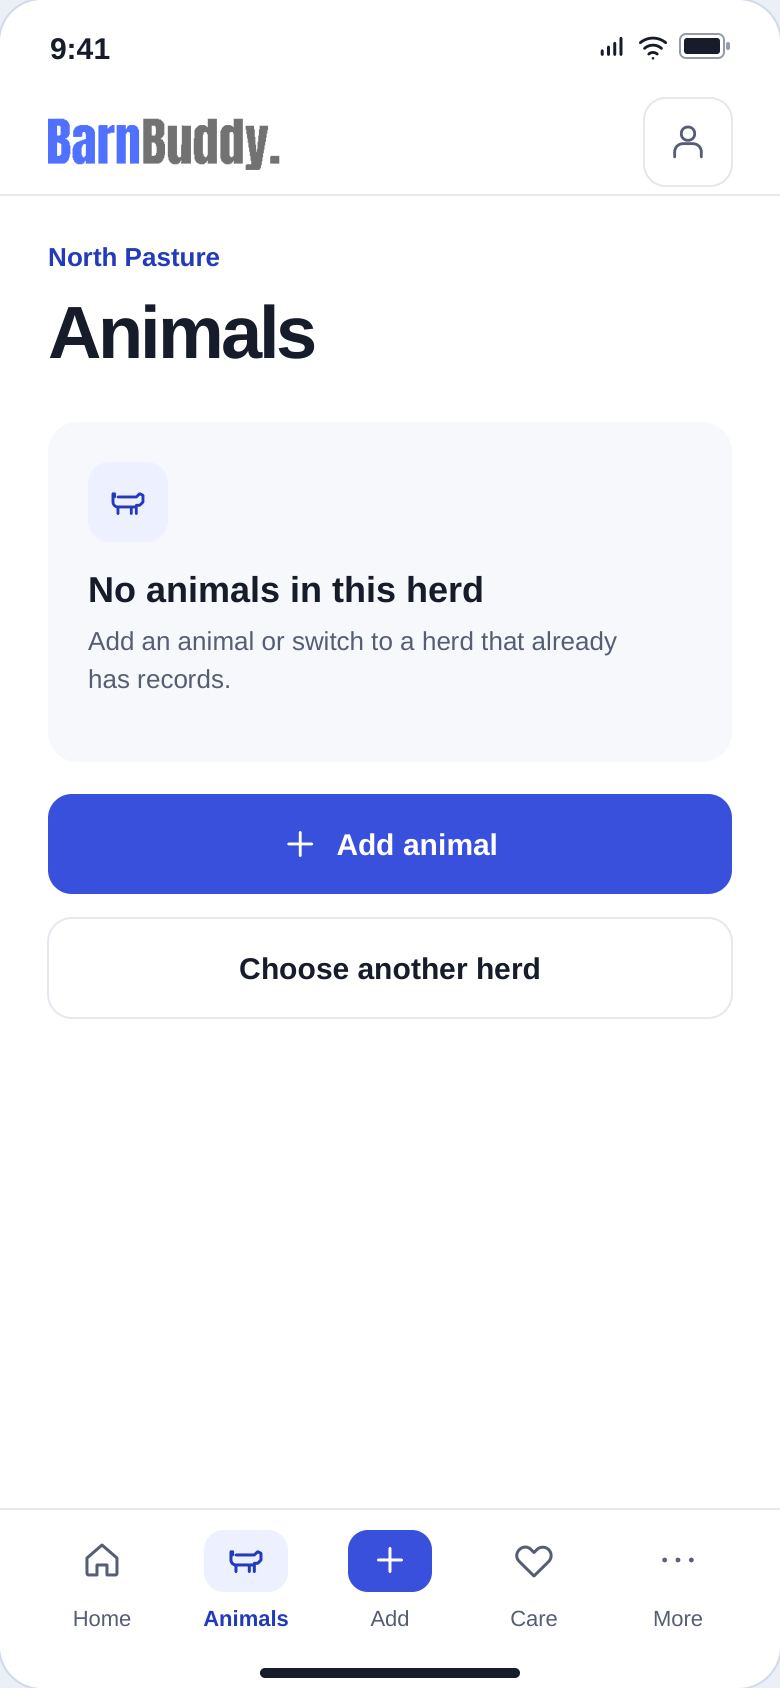 9:41
BarnBuddy.
North Pasture
Animals
No animals in this herd
Add an animal or switch to a herd that already
has records.
Add animal
Choose another herd
Home
Animals
Add
Care
More